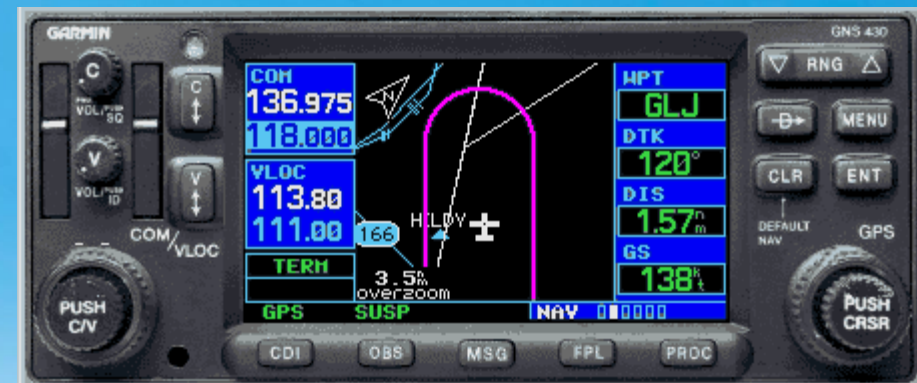 GARMIN
GNS 430
C
VOL/PUSH SQ
C
V
VOL/PUSH ID
V
COM/VLOC
PUSH C/V
COM
136.975
118.000
VLOC
113.80
111.00
TERM
GPS
SUSP
N
166
HILDY
3.5nm
overzoom
WPT
GLJ
DTK
120°
DIS
1.57nm
GS
138kt
NAV
RNG
D
MENU
CLR
ENT
DEFAULT NAV
GPS
PUSH CRSR
CDI
OBS
MSG
FPL
PROC